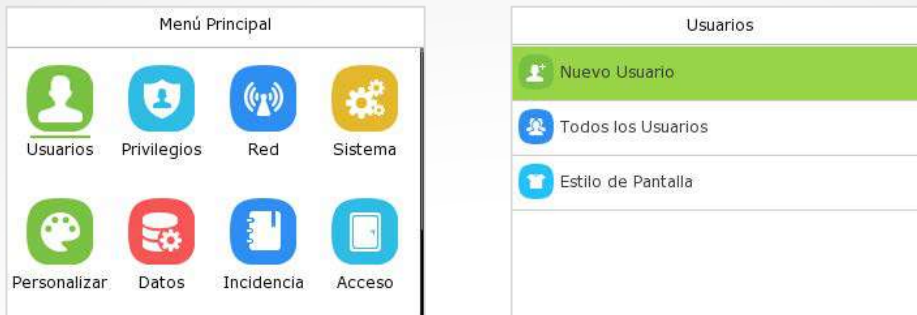 Menú Principal
Usuarios
Privilegios
Red
Sistema
Personalizar
Datos
Incidencia
Acceso
Usuarios
Nuevo Usuario
Todos los Usuarios
Estilo de Pantalla